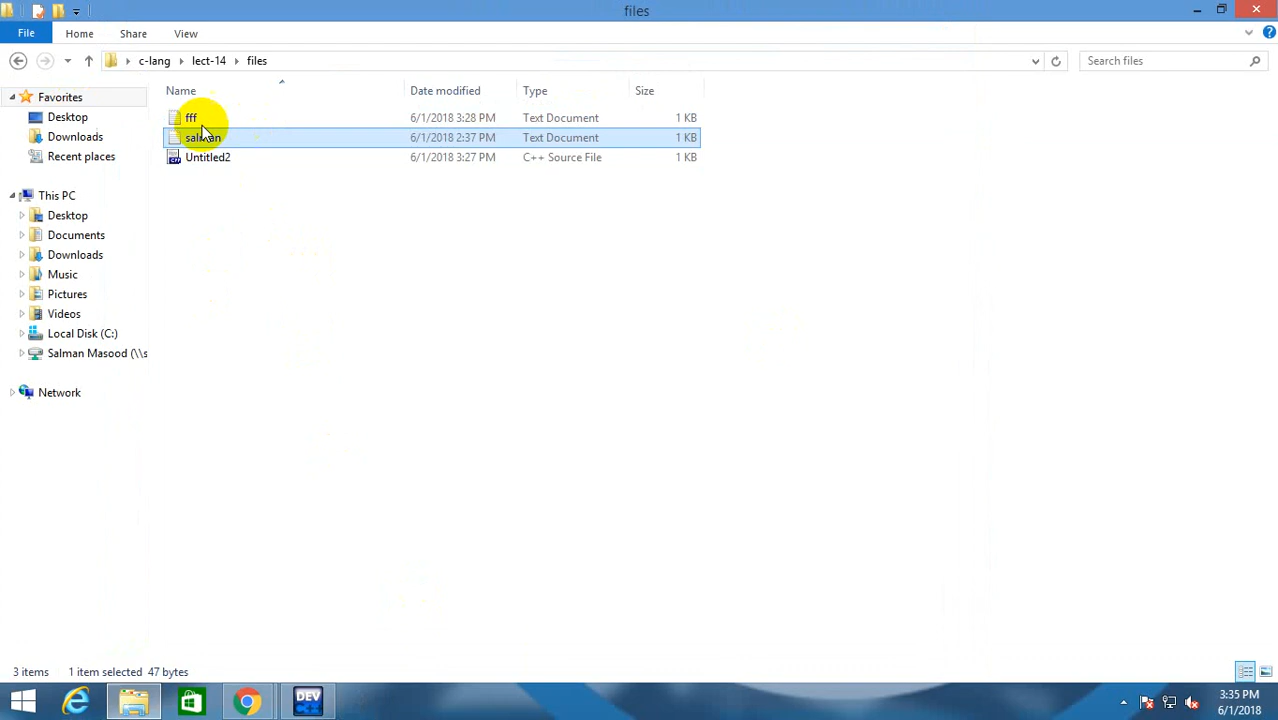 files
File Home Share View
c-lang lect-14 files Search files
Name Date modified Type Size
Favorites
Desktop
Downloads
Recent places
This PC
Desktop
Documents
Downloads
Music
Pictures
Videos
Local Disk (C:)
Salman Masood (\\s
Network
fff 6/1/2018 3:28 PM Text Document 1 KB
salman 6/1/2018 2:37 PM Text Document 1 KB
Untitled2 6/1/2018 3:27 PM C++ Source File 1 KB
3 items 1 item selected 47 bytes
DEV
3:35 PM
6/1/2018